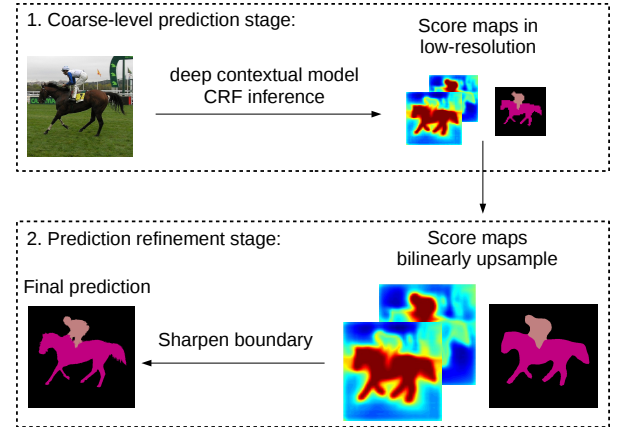 1. Coarse-level prediction stage:
Score maps in
low-resolution
deep contextual model
CRF inference
2. Prediction refinement stage:
Score maps
bilinearly upsample
Final prediction
Sharpen boundary